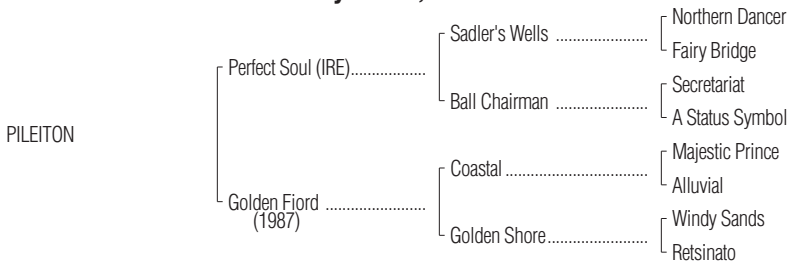 Northern Dancer
Sadler's Wells ....................
Fairy Bridge
Perfect Soul (IRE)..................
Secretariat
Ball Chairman ....................
A Status Symbol
PILEITON
Majestic Prince
Coastal ...............................
Alluvial
Golden Fiord ......................
(1987)
Windy Sands
Golden Shore......................
Retsinato